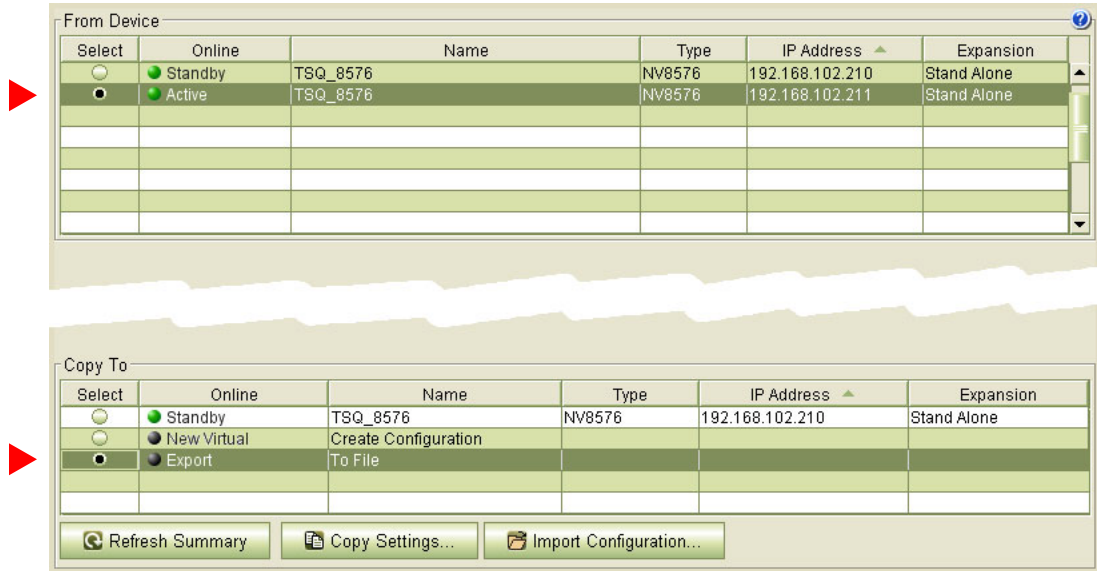 From Device
Select Online Name Type IP Address Expansion
Standby TSQ_8576 NV8576 192.168.102.210 Stand Alone
Active TSQ_8576 NV8576 192.168.102.211 Stand Alone
Copy To
Select Online Name Type IP Address Expansion
Standby TSQ_8576 NV8576 192.168.102.210 Stand Alone
New Virtual Create Configuration
Export To File
Refresh Summary Copy Settings... Import Configuration...